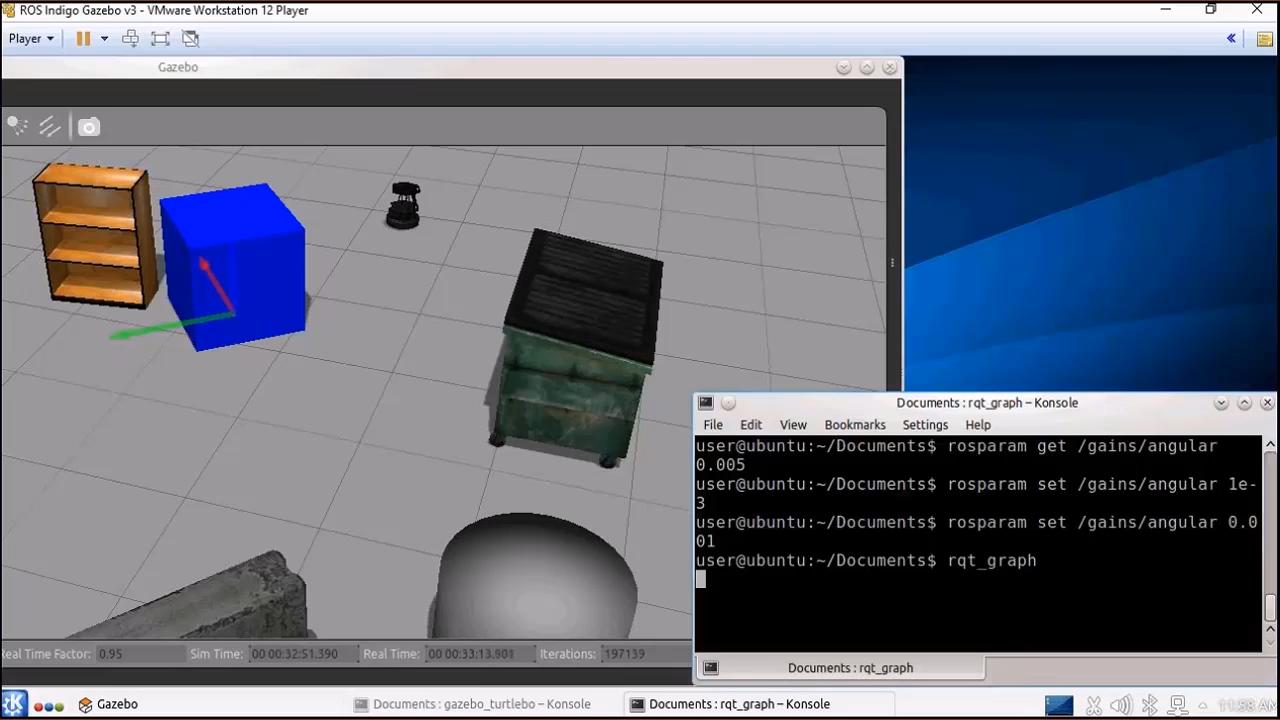 ROS Indigo Gazebo v3 - VMware Workstation 12 Player
Player
Gazebo
Documents : rqt_graph – Konsole
File Edit View Bookmarks Settings Help
user@ubuntu:~/Documents$ rosparam get /gains/angular
0.005
user@ubuntu:~/Documents$ rosparam set /gains/angular 1e-
3
user@ubuntu:~/Documents$ rosparam set /gains/angular 0.0
01
user@ubuntu:~/Documents$ rqt_graph
Real Time Factor: 0.95 Sim Time: 00 00:32:51.390 Real Time: 00 00:33:13.901 Iterations: 197139
Documents : rqt_graph
Gazebo Documents : gazebo_turtlebo – Konsole Documents : rqt_graph – Konsole 11:58 AM